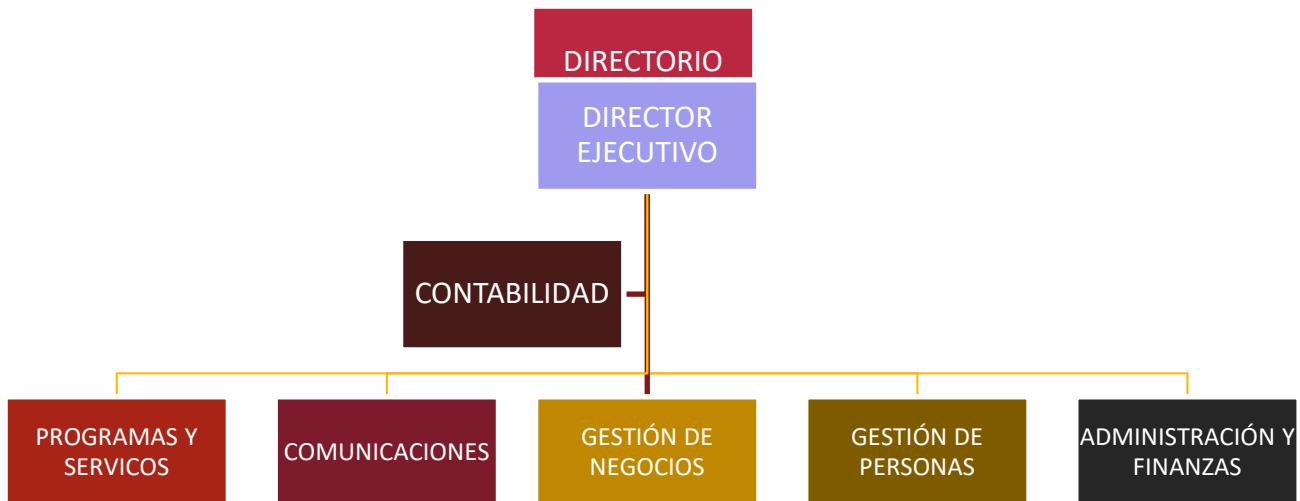 DIRECTORIO
DIRECTOR
EJECUTIVO
CONTABILIDAD
PROGRAMAS Y
SERVICOS
COMUNICACIONES
GESTIÓN DE
NEGOCIOS
GESTIÓN DE
PERSONAS
ADMINISTRACIÓN Y
FINANZAS